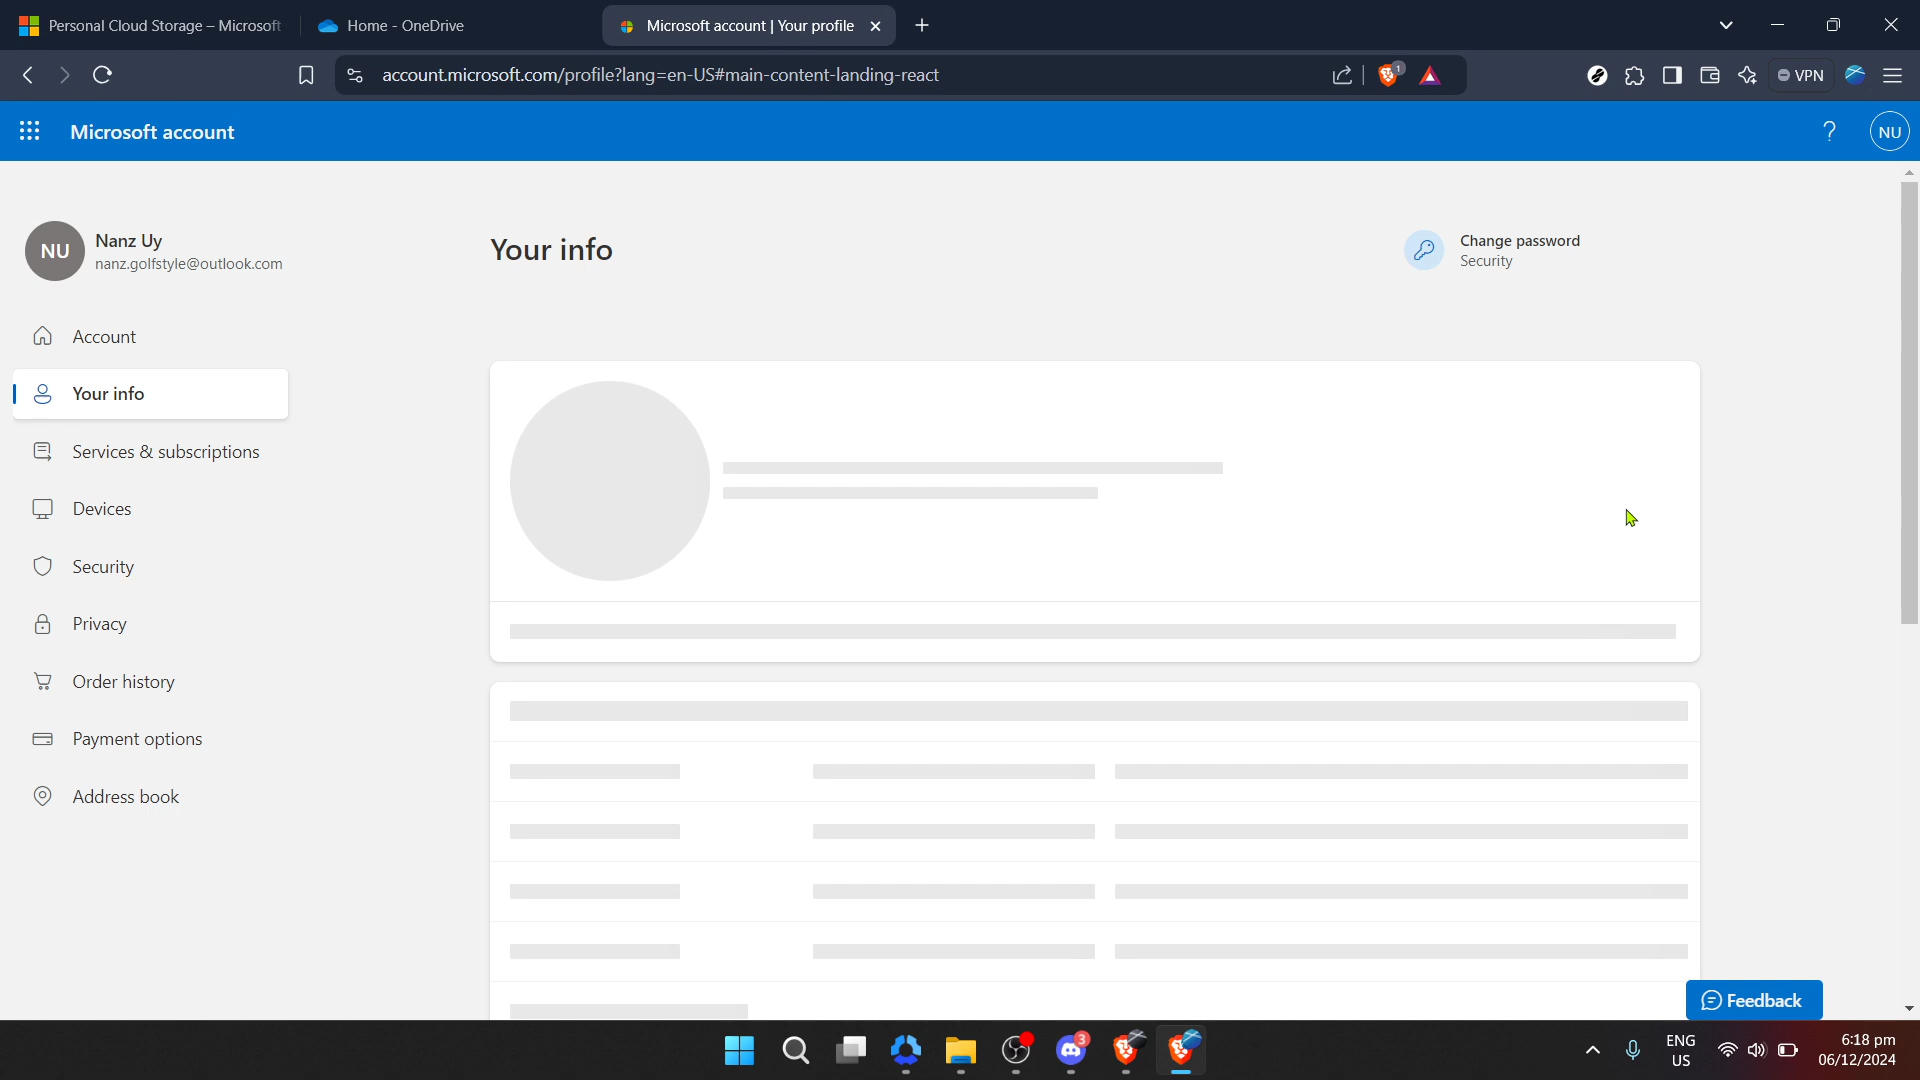 Personal Cloud Storage – Microsoft
Home - OneDrive
Microsoft account | Your profile
account.microsoft.com/profile?lang=en-US#main-content-landing-react
1
VPN
Microsoft account
?
NU
NU
Nanz Uy
nanz.golfstyle@outlook.com
Your info
Change password
Security
Account
Your info
Services & subscriptions
Devices
Security
Privacy
Order history
Payment options
Address book
Feedback
3
ENG
US
6:18 pm
06/12/2024